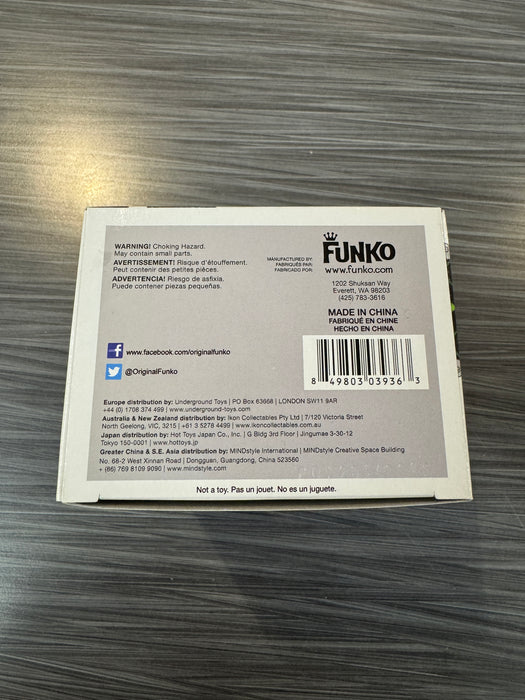 WARNING! Choking Hazard.
May contain small parts.
AVERTISSEMENT! Risque d'étouffement.
Peut contenir des petites pièces.
ADVERTENCIA! Riesgo de asfixia.
Puede contener piezas pequeñas.
MANUFACTURED BY:
FABRIQUÉS PAR:
FABRICADO POR:
FUNKO
www.funko.com
1202 Shuksan Way
Everett, WA 98203
(425) 783-3616
MADE IN CHINA
FABRIQUÉ EN CHINE
HECHO EN CHINA
f www.facebook.com/originalfunko
@OriginalFunko
8 49803 03936 3
Europe distribution by: Underground Toys | PO Box 63668 | LONDON SW11 9AR
+44 (0) 1708 374 499 | www.underground-toys.com
Australia & New Zealand distribution by: Ikon Collectables Pty Ltd | 7/120 Victoria Street
North Geelong, VIC, 3215 | +61 3 5278 4499 | www.ikoncollectables.com.au
Japan distribution by: Hot Toys Japan Co., Inc. | G Bldg 3rd Floor | Jingumae 3-30-12
Tokyo 150-0001 | www.hottoys.jp
Greater China & S.E. Asia distribution by: MINDstyle International | MINDstyle Creative Space Building
No. 68-2 West Xinnan Road | Dongguan, Guangdong, China 523560
+ (86) 769 8109 9090 | www.mindstyle.com
Not a toy. Pas un jouet. No es un juguete.